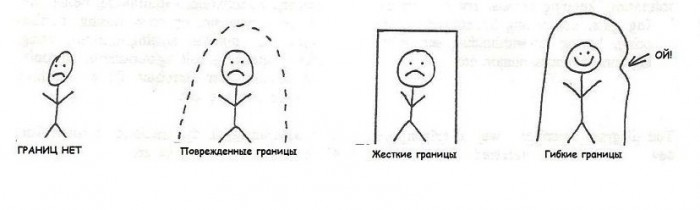 ОЙ!
ГРАНИЦ НЕТ
Поврежденные границы
Жесткие границы
Гибкие границы